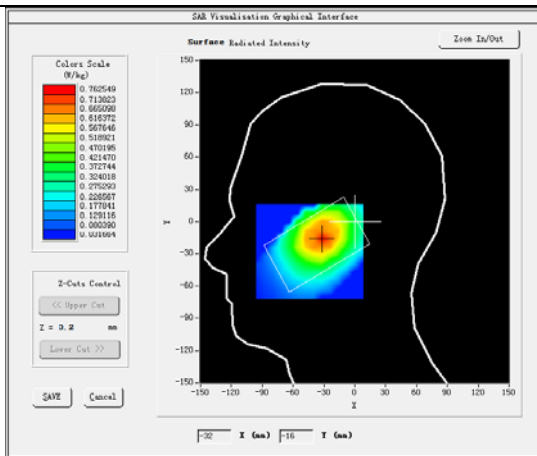 SAR Visualisation Graphical Interface
Surface Radiated Intensity
Zoom In/Out
Colors Scale
(W/kg)
0.762549
0.713823
0.665098
0.616372
0.567646
0.518921
0.470195
0.421470
0.372744
0.324018
0.275293
0.226567
0.177841
0.129116
0.080390
0.031664
Z-Cuts Control
<< Upper Cut
Z = 3.2 mm
Lower Cut >>
SAVE Cancel
150
120
90
60
30
0
-30
-60
-90
-120
-150
Y
-150 -120 -90 -60 -30 0 30 60 90 120 150
X
-32 X (mm) -16 Y (mm)